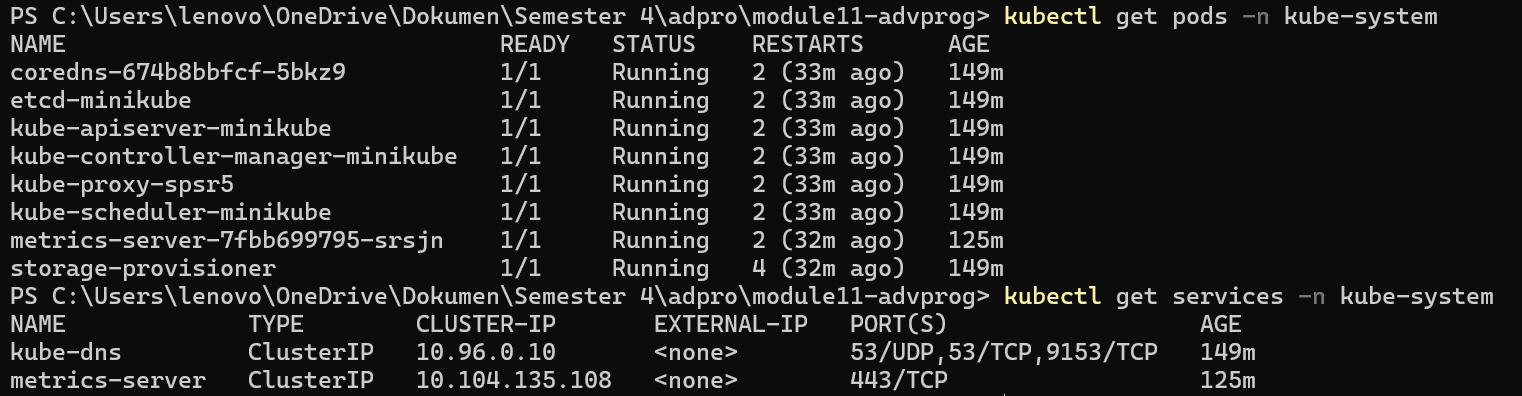 PS C:\Users\lenovo\OneDrive\Dokumen\Semester 4\adpro\module11-advprog> kubectl get pods -n kube-system
NAME                               READY   STATUS    RESTARTS      AGE
coredns-674b8bbfcf-5bkz9           1/1     Running   2 (33m ago)   149m
etcd-minikube                      1/1     Running   2 (33m ago)   149m
kube-apiserver-minikube            1/1     Running   2 (33m ago)   149m
kube-controller-manager-minikube   1/1     Running   2 (33m ago)   149m
kube-proxy-spsr5                   1/1     Running   2 (33m ago)   149m
kube-scheduler-minikube            1/1     Running   2 (33m ago)   149m
metrics-server-7fbb699795-srsjn    1/1     Running   2 (32m ago)   125m
storage-provisioner                1/1     Running   4 (32m ago)   149m
PS C:\Users\lenovo\OneDrive\Dokumen\Semester 4\adpro\module11-advprog> kubectl get services -n kube-system
NAME             TYPE        CLUSTER-IP       EXTERNAL-IP   PORT(S)                  AGE
kube-dns         ClusterIP   10.96.0.10       <none>        53/UDP,53/TCP,9153/TCP   149m
metrics-server   ClusterIP   10.104.135.108   <none>        443/TCP                  125m